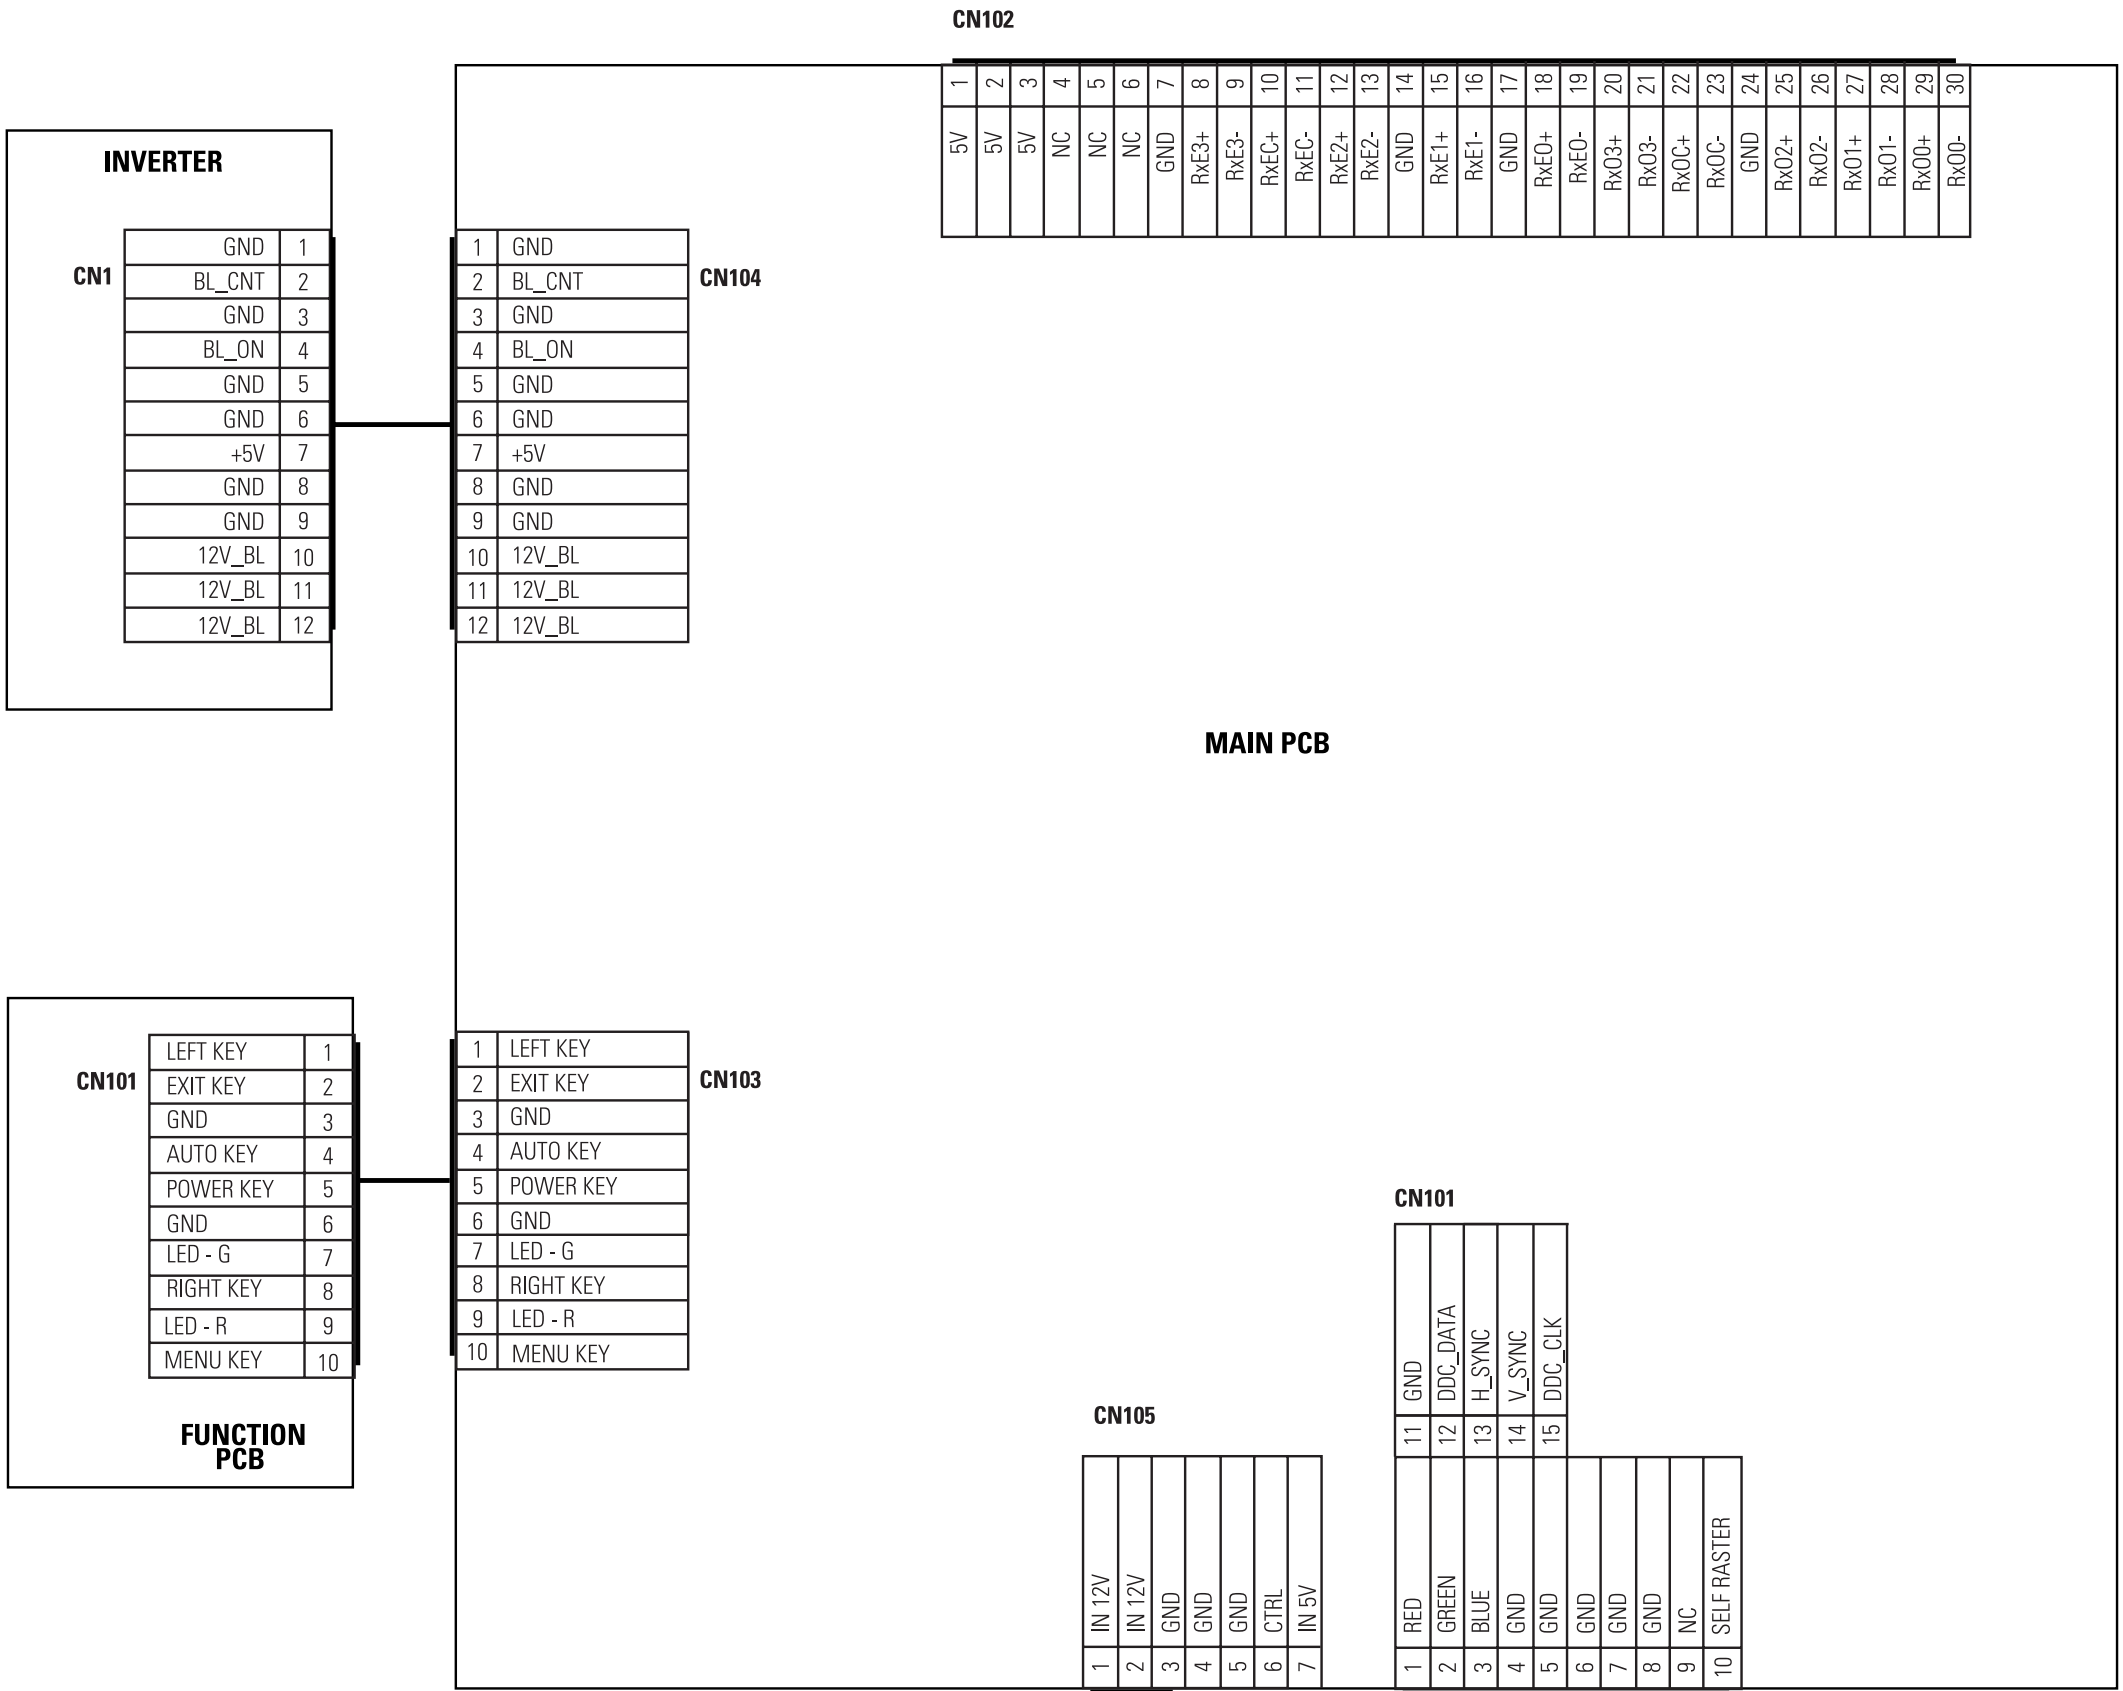 CN102
1 2 3 4 5 6 7 8 9 10 11 12 13 14 15 16 17 18 19 20 21 22 23 24 25 26 27 28 29 30
5V 5V 5V NC NC NC GND RxE3+ RxE3- RxEC+ RxEC- RxE2+ RxE2- GND RxE1+ RxE1- GND RxEO+ RxEO- RxO3+ RxO3- RxOC+ RxOC- GND RxO2+ RxO2- RxO1+ RxO1- RxO0+ RxO0-
INVERTER
CN1
GND 1
BL_CNT 2
GND 3
BL_ON 4
GND 5
GND 6
+5V 7
GND 8
GND 9
12V_BL 10
12V_BL 11
12V_BL 12
CN104
1 GND
2 BL_CNT
3 GND
4 BL_ON
5 GND
6 GND
7 +5V
8 GND
9 GND
10 12V_BL
11 12V_BL
12 12V_BL
MAIN PCB
CN101
LEFT KEY 1
EXIT KEY 2
GND 3
AUTO KEY 4
POWER KEY 5
GND 6
LED - G 7
RIGHT KEY 8
LED - R 9
MENU KEY 10
FUNCTION
PCB
CN103
1 LEFT KEY
2 EXIT KEY
3 GND
4 AUTO KEY
5 POWER KEY
6 GND
7 LED - G
8 RIGHT KEY
9 LED - R
10 MENU KEY
CN105
IN 12V IN 12V GND GND GND CTRL IN 5V
1 2 3 4 5 6 7
CN101
GND DDC_DATA H_SYNC V_SYNC DDC_CLK
11 12 13 14 15
RED GREEN BLUE GND GND GND GND GND NC SELF RASTER
1 2 3 4 5 6 7 8 9 10